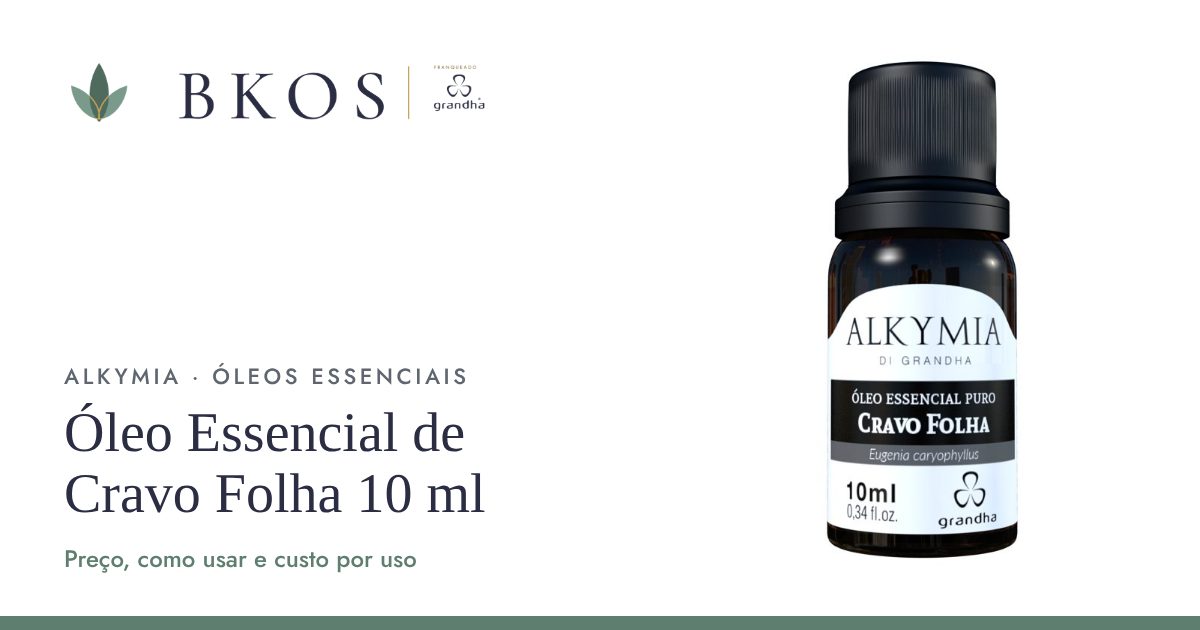 BKOS
FRANQUEADO
grandha
ALKYMIA · ÓLEOS ESSENCIAIS
Óleo Essencial de
Cravo Folha 10 ml
Preço, como usar e custo por uso
ALKYMIA
DI GRANDHA
ÓLEO ESSENCIAL PURO
CRAVO FOLHA
Eugenia caryophyllus
10ml
0,34 fl.oz.
grandha